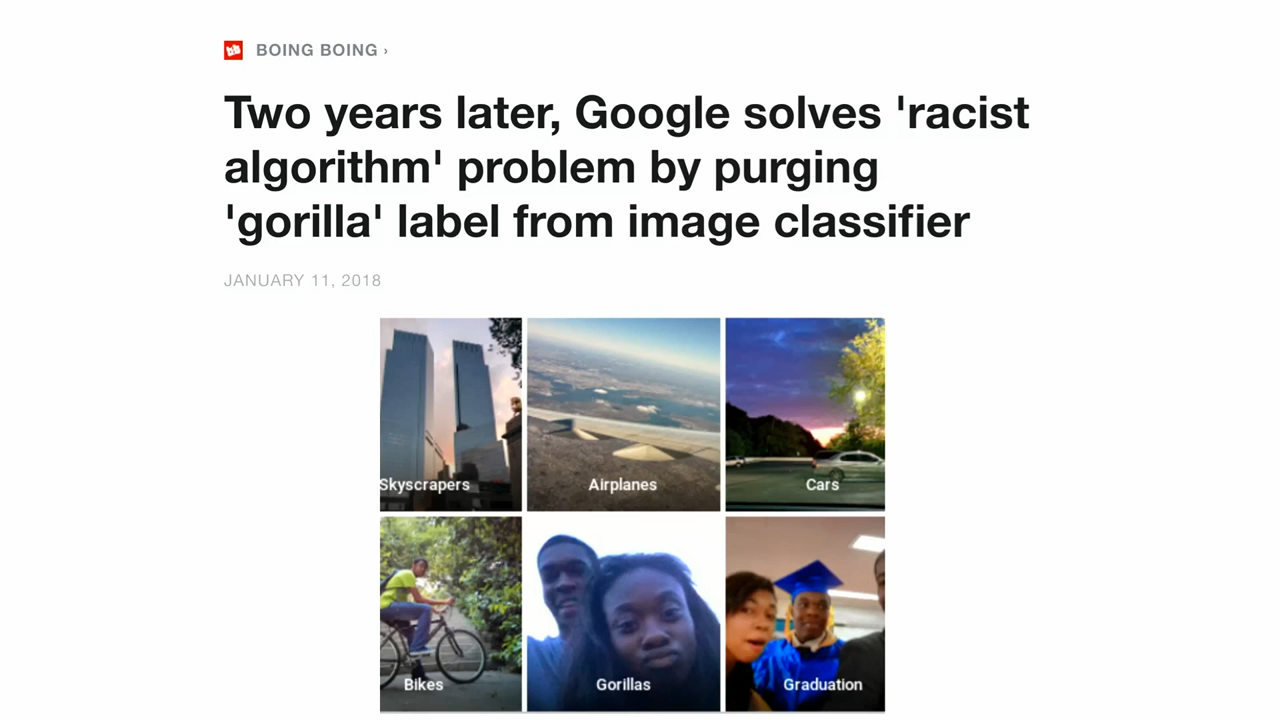 BOING BOING ›
Two years later, Google solves 'racist
algorithm' problem by purging
'gorilla' label from image classifier
JANUARY 11, 2018
Skyscrapers
Airplanes
Cars
Bikes
Gorillas
Graduation